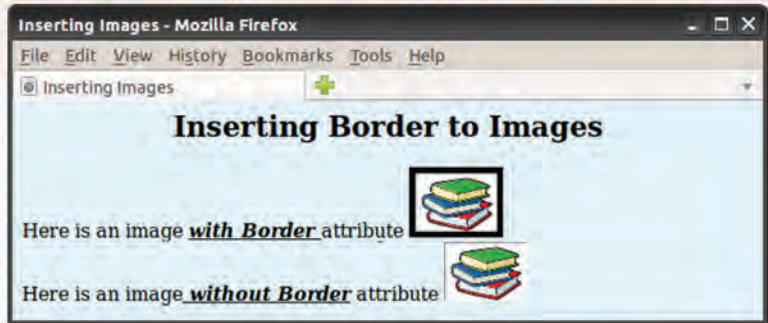 Inserting Images - Mozilla Firefox
File Edit View History Bookmarks Tools Help
Inserting Images
Inserting Border to Images
Here is an image with Border attribute
Here is an image without Border attribute